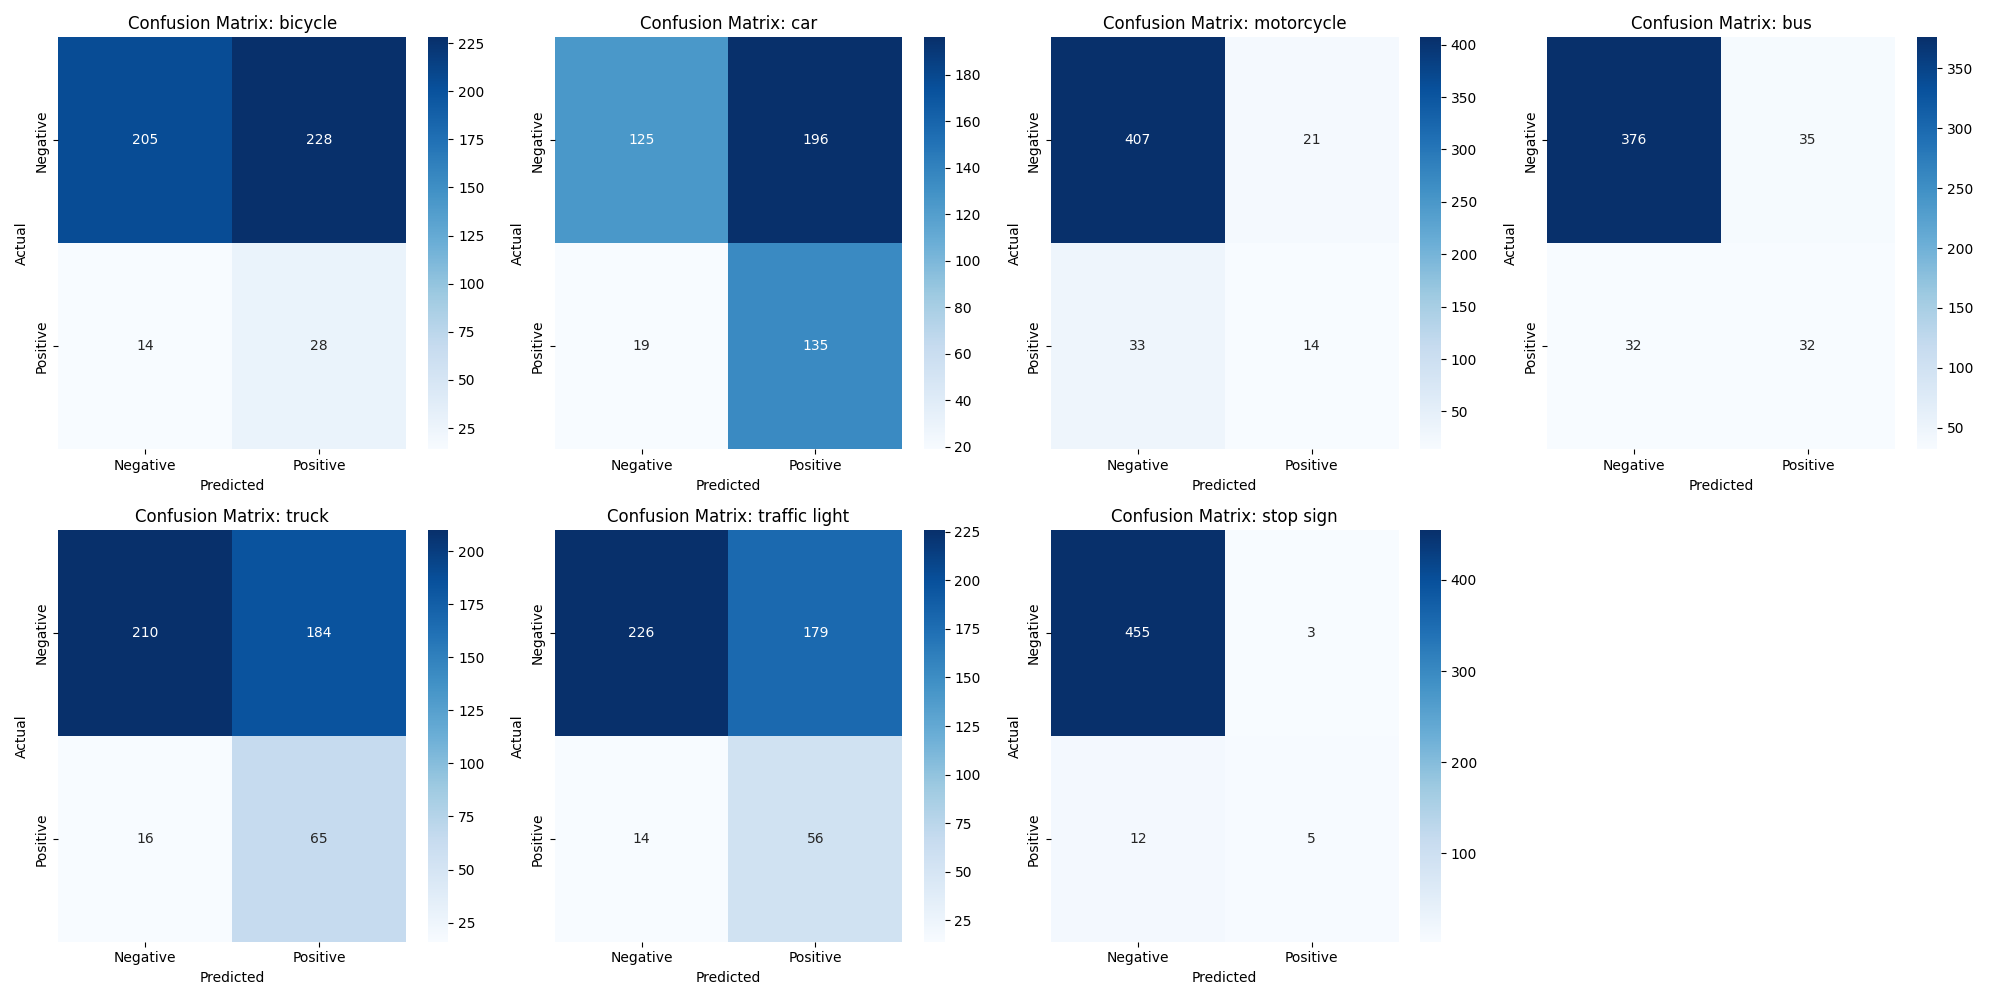 Confusion Matrix: bicycle
Negative
Positive
Actual
205
228
14
28
Negative
Positive
Predicted
225
200
175
150
125
100
75
50
25
Confusion Matrix: car
Negative
Positive
Actual
125
196
19
135
Negative
Positive
Predicted
180
160
140
120
100
80
60
40
20
Confusion Matrix: motorcycle
Negative
Positive
Actual
407
21
33
14
Negative
Positive
Predicted
400
350
300
250
200
150
100
50
Confusion Matrix: bus
Negative
Positive
Actual
376
35
32
32
Negative
Positive
Predicted
350
300
250
200
150
100
50
Confusion Matrix: truck
Negative
Positive
Actual
210
184
16
65
Negative
Positive
Predicted
200
175
150
125
100
75
50
25
Confusion Matrix: traffic light
Negative
Positive
Actual
226
179
14
56
Negative
Positive
Predicted
225
200
175
150
125
100
75
50
25
Confusion Matrix: stop sign
Negative
Positive
Actual
455
3
12
5
Negative
Positive
Predicted
400
300
200
100